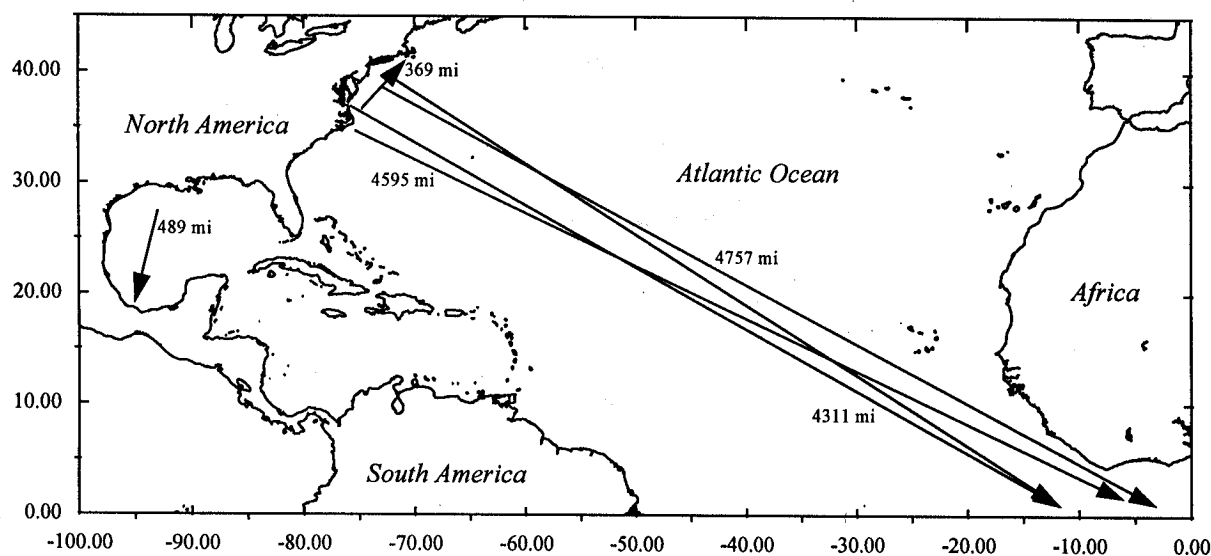 40.00
369 mi
North America
30.00
4595 mi
Atlantic Ocean
489 mi
4757 mi
20.00
Africa
10.00
4311 mi
South America
0.00
-100.00 -90.00 -80.00 -70.00 -60.00 -50.00 -40.00 -30.00 -20.00 -10.00 0.00